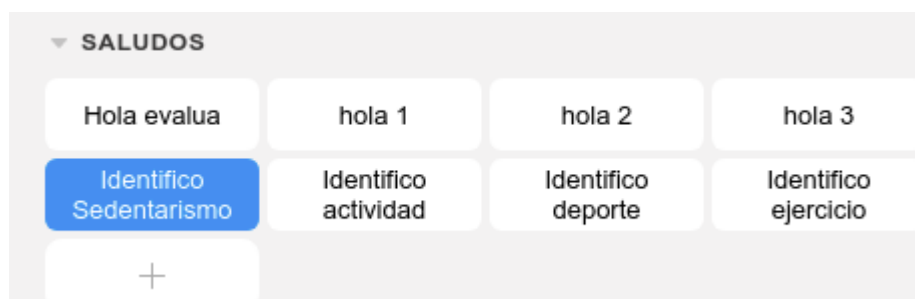 SALUDOS
Hola evalua
hola 1
hola 2
hola 3
Identifico
Sedentarismo
Identifico
actividad
Identifico
deporte
Identifico
ejercicio